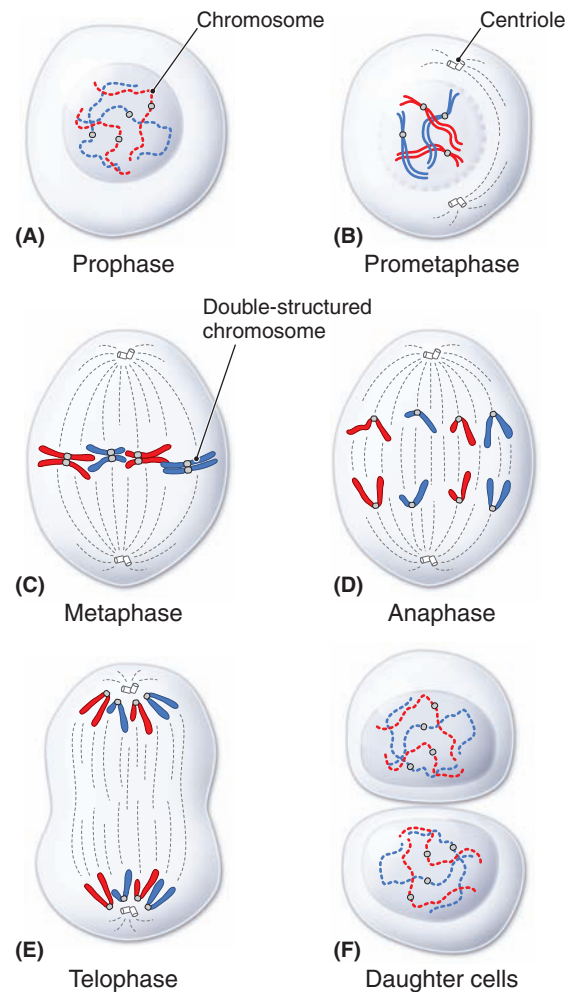 Chromosome
Centriole
(A)
Prophase
(B)
Prometaphase
Double-structured
chromosome
(C)
Metaphase
(D)
Anaphase
(E)
Telophase
(F)
Daughter cells